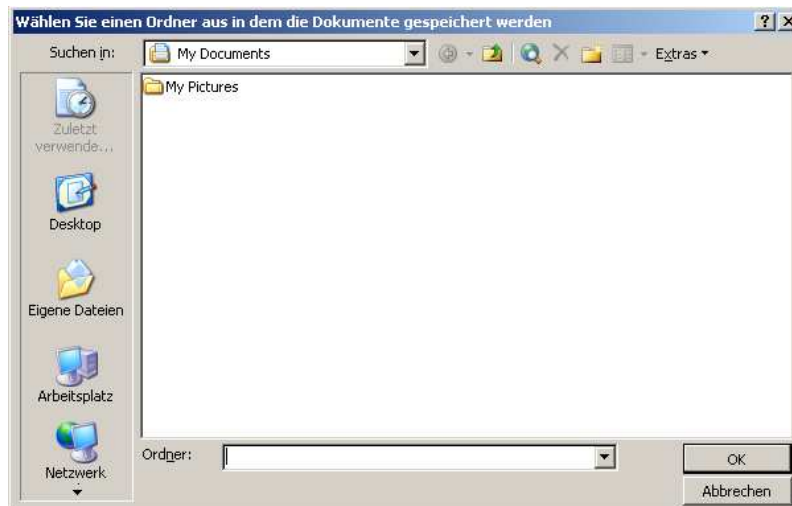 Wählen Sie einen Ordner aus in dem die Dokumente gespeichert werden
Suchen in:
My Documents
Extras
My Pictures
Zuletzt
verwende...
Desktop
Eigene Dateien
Arbeitsplatz
Netzwerk
Ordner:
OK
Abbrechen